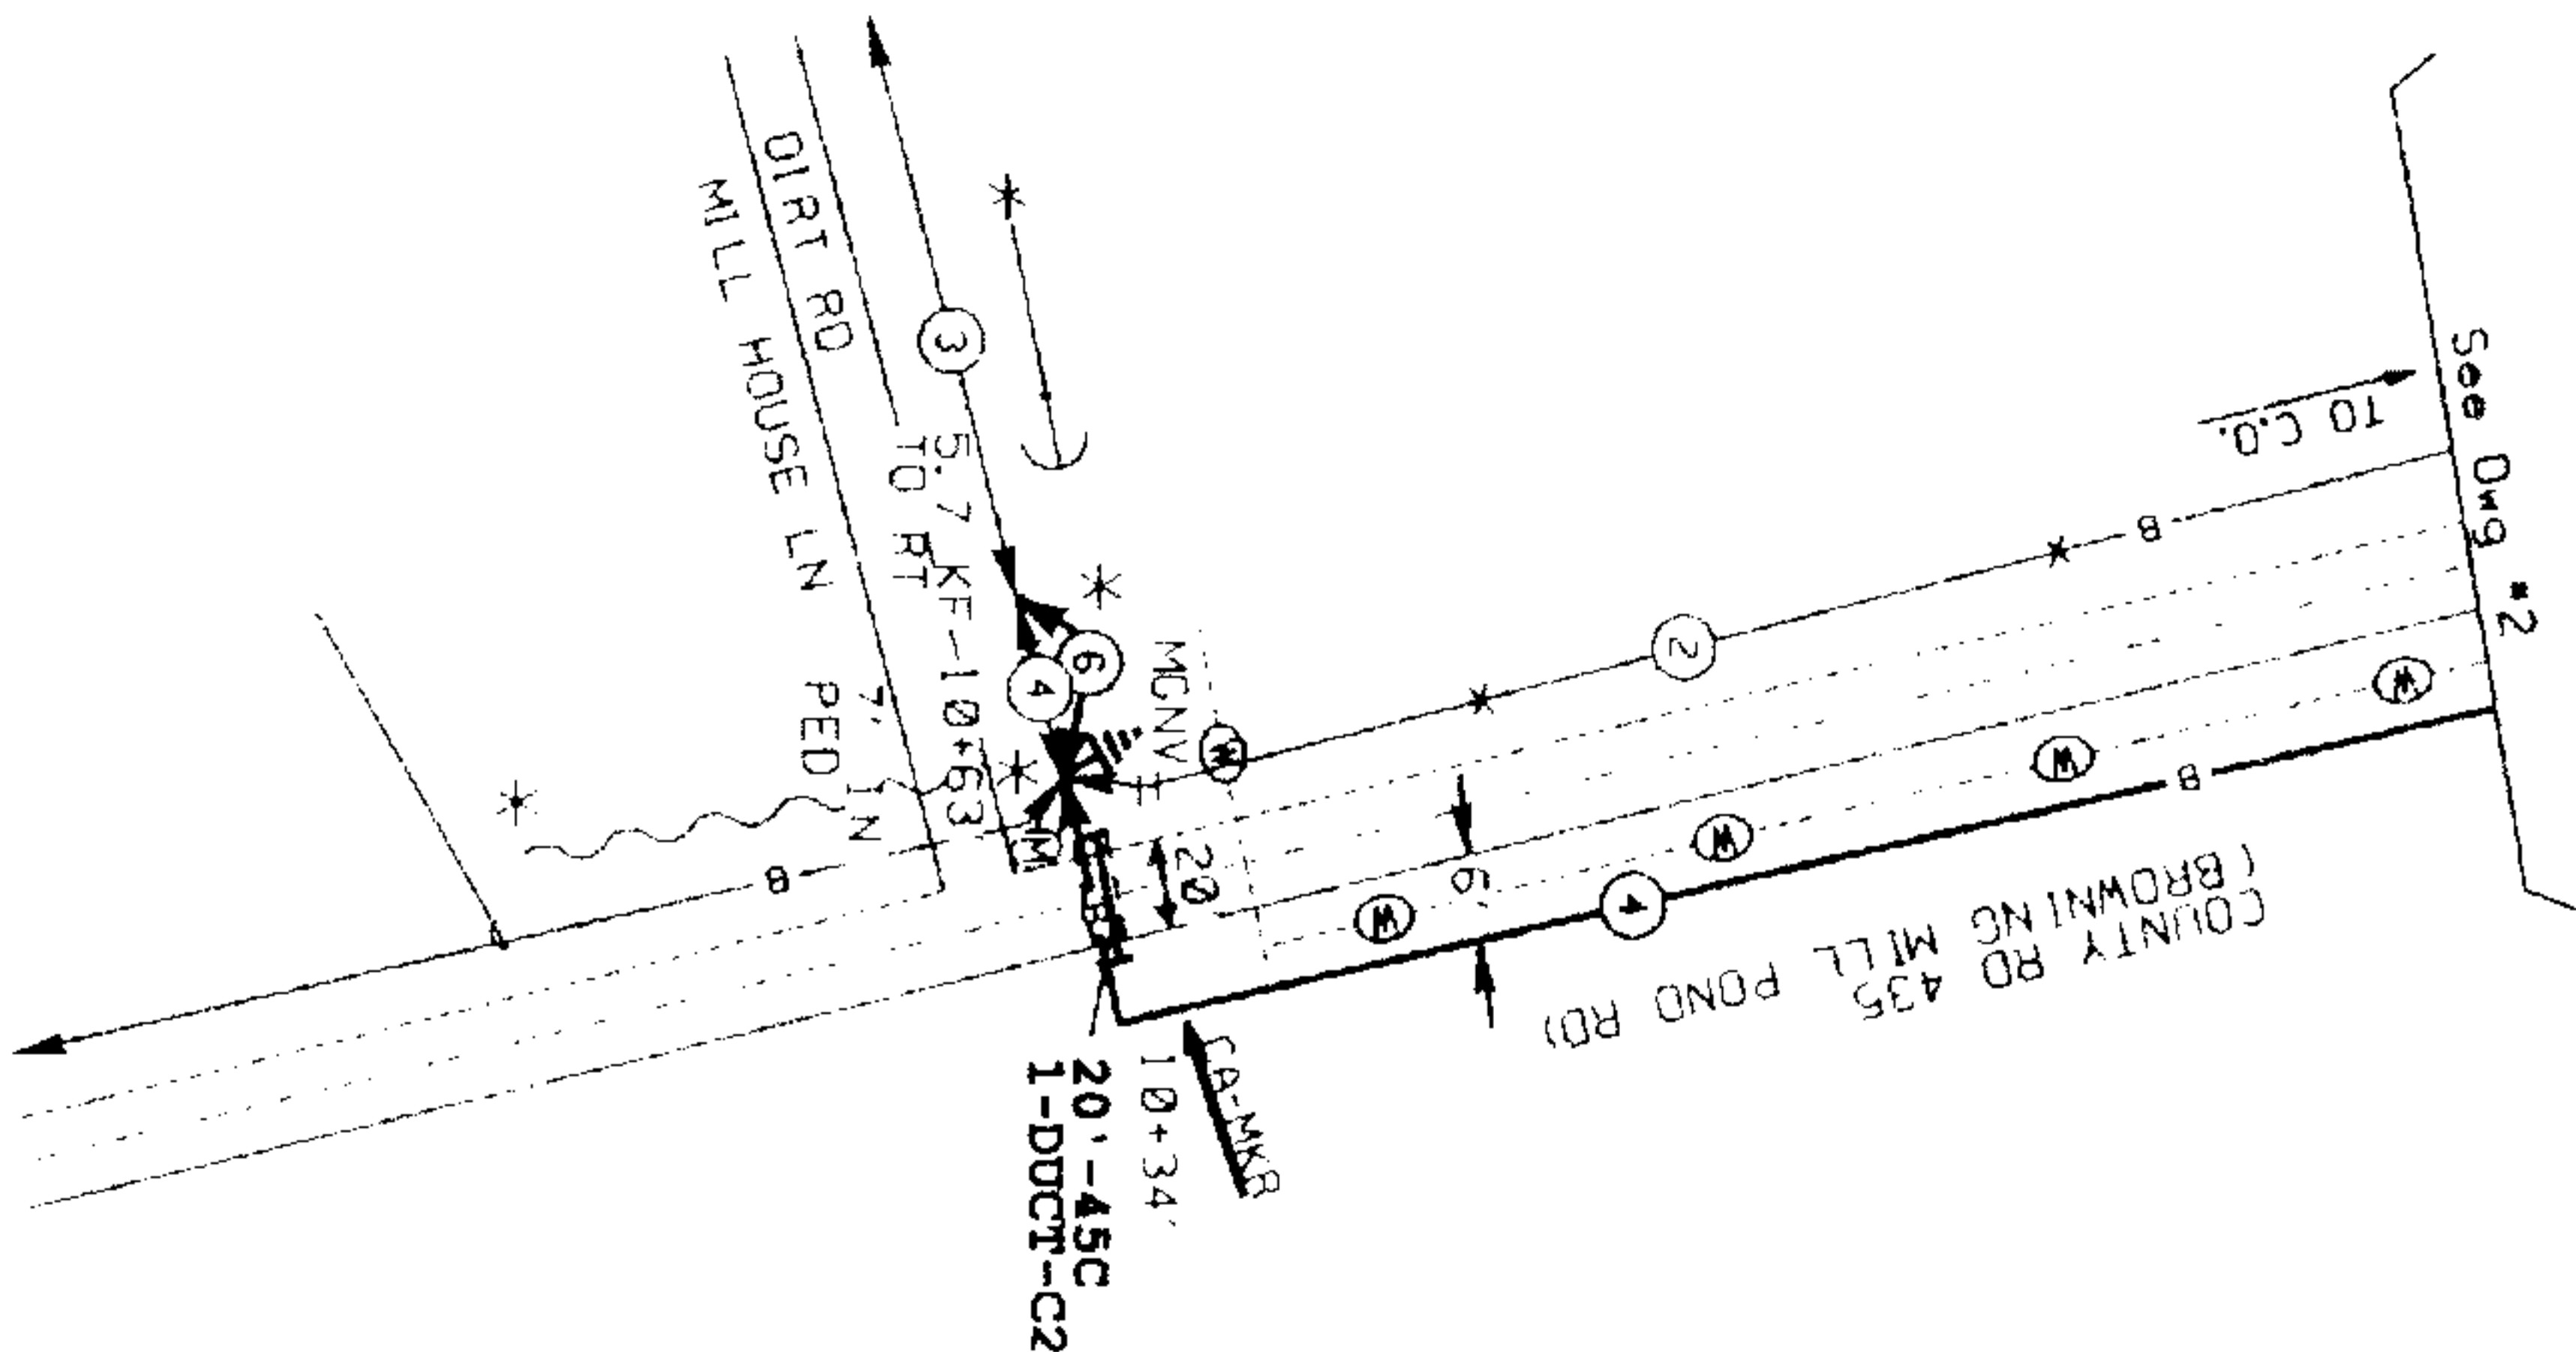 DIRT RD
MILL HOUSE LN
3
5.7 KF-10+63
TO RT
7' IN
PED
6
4
MGNV
M
W
20
B
B
2
B
TO C.O.
See Dwg #2
W
W
W
W
6'
B
4
COUNTY RD 435
(BROWNING MILL POND RD)
CA-MKR
10+34'
20'-45C
1-DUCT-C2